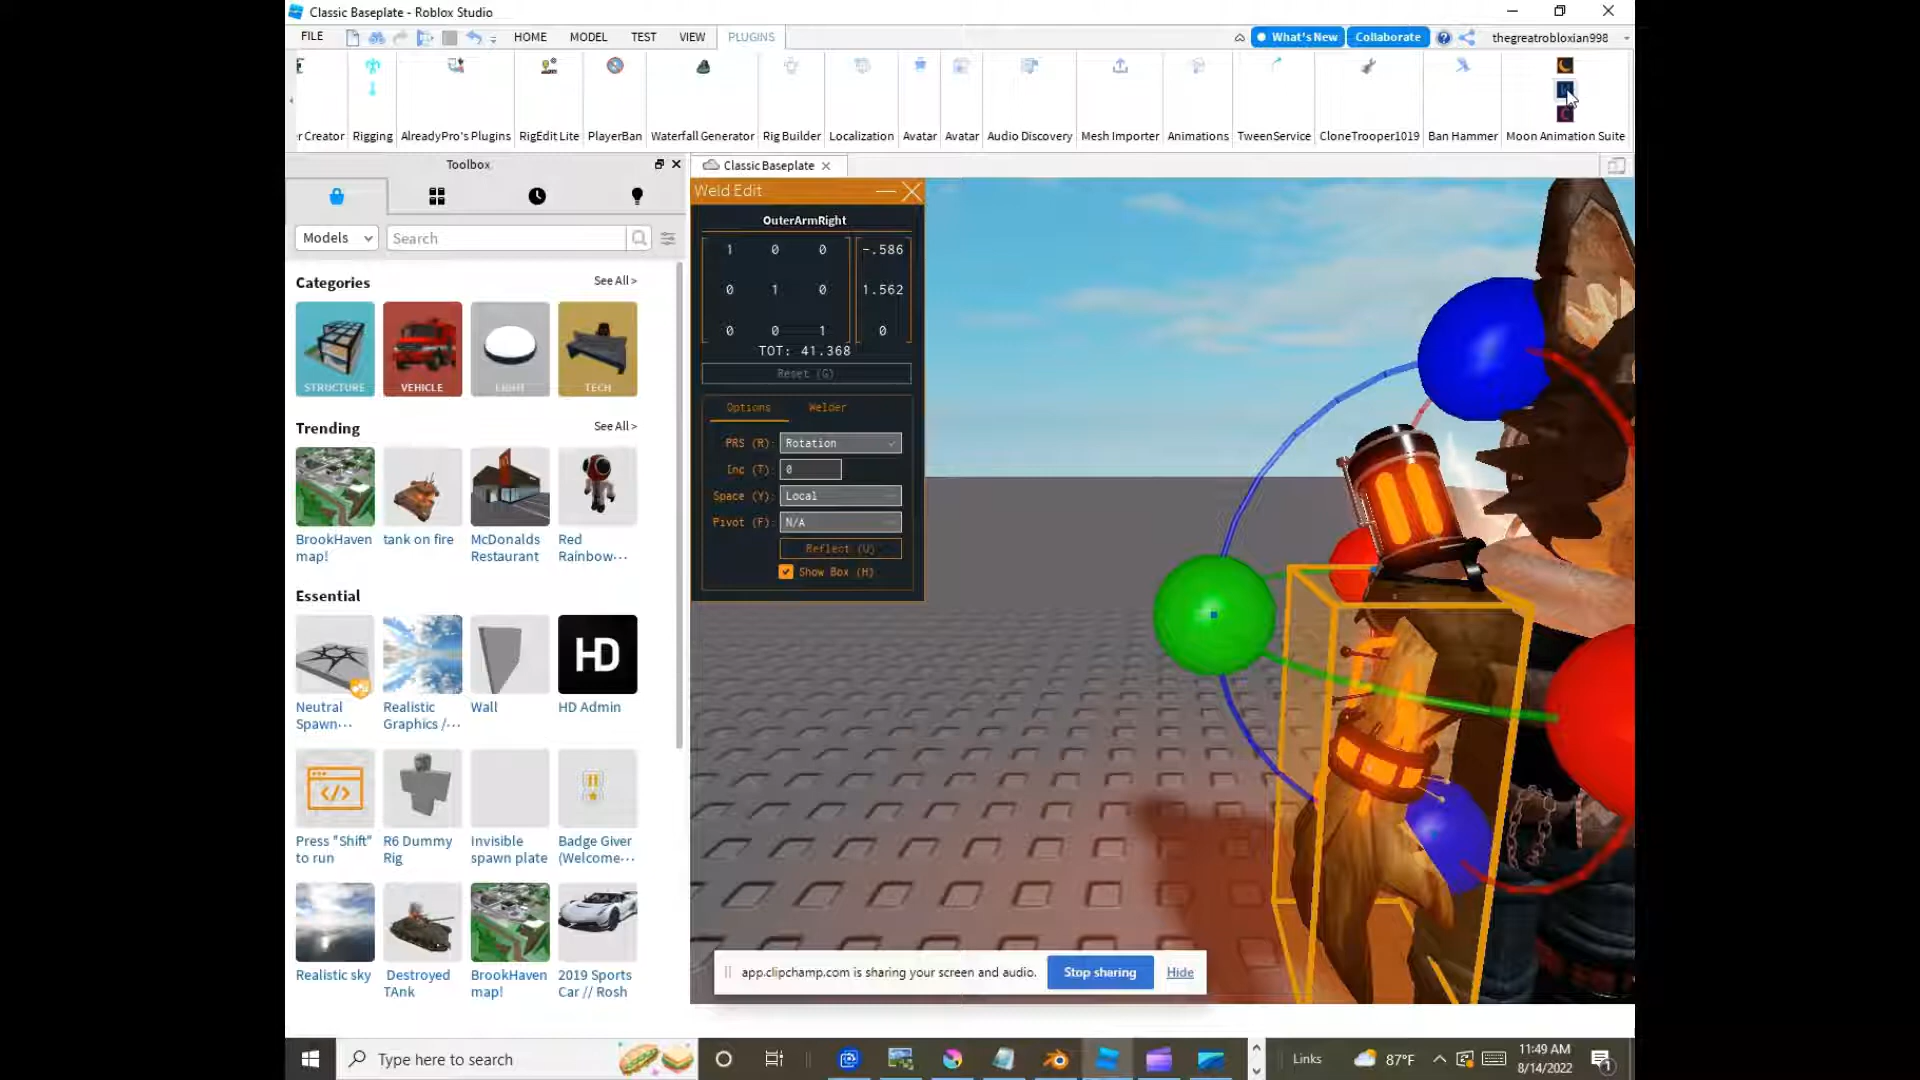 Classic Baseplate - Roblox Studio
FILE HOME MODEL TEST VIEW PLUGINS What's New Collaborate thegreatrobloxian998
r Creator Rigging AlreadyPro's Plugins RigEdit Lite PlayerBan Waterfall Generator Rig Builder Localization Avatar Avatar Audio Discovery Mesh Importer Animations TweenService CloneTrooper1019 Ban Hammer Moon Animation Suite
Toolbox
Classic Baseplate
Models
Search
Categories
See All >
STRUCTURE VEHICLE LIGHT TECH
Trending
See All >
BrookHaven map!
tank on fire
McDonalds Restaurant
Red Rainbow···
Essential
HD
Neutral Spawn···
Realistic Graphics /···
Wall
HD Admin
Press "Shift" to run
R6 Dummy Rig
Invisible spawn plate
Badge Giver (Welcome···
Realistic sky
Destroyed TAnk
BrookHaven map!
2019 Sports Car // Rosh
Weld Edit
OuterArmRight
1 0 0 -.586
0 1 0 1.562
0 0 1 0
TOT: 41.368
Reset (G)
Options Welder
PRS (R): Rotation
Inc (T): 0
Space (Y): Local
Pivot (F): N/A
Reflect (U)
Show Box (H)
app.clipchamp.com is sharing your screen and audio. Stop sharing Hide
Type here to search
Links
87°F
11:49 AM
8/14/2022
1